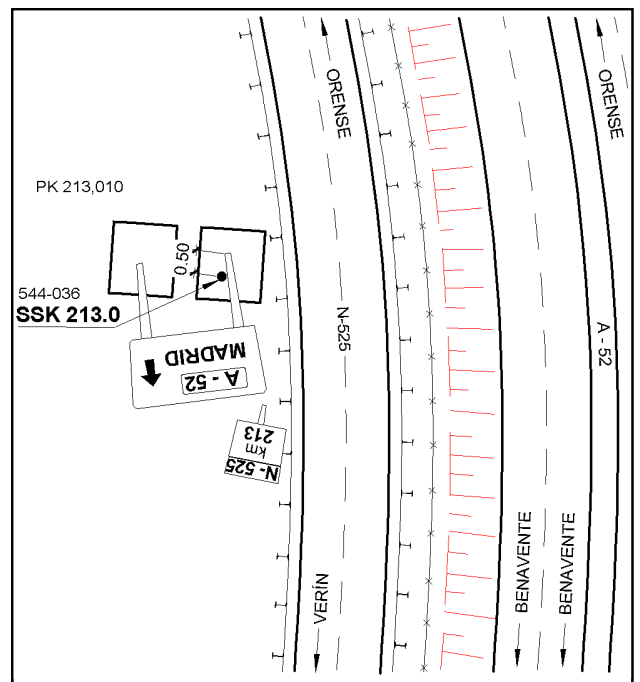 ORENSE
ORENSE
PK 213,010
0.50
544-036
SSK 213.0
MADRID
A - 52
N-525
A - 52
213
km
N-525
VERÍN
BENAVENTE
BENAVENTE